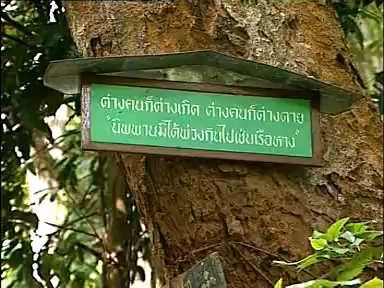 ต่างคนก็ต่างเกิด ต่างคนก็ต่างตาย
"นิพพานมิได้พ่วงกันไปเช่นเรือหาง"